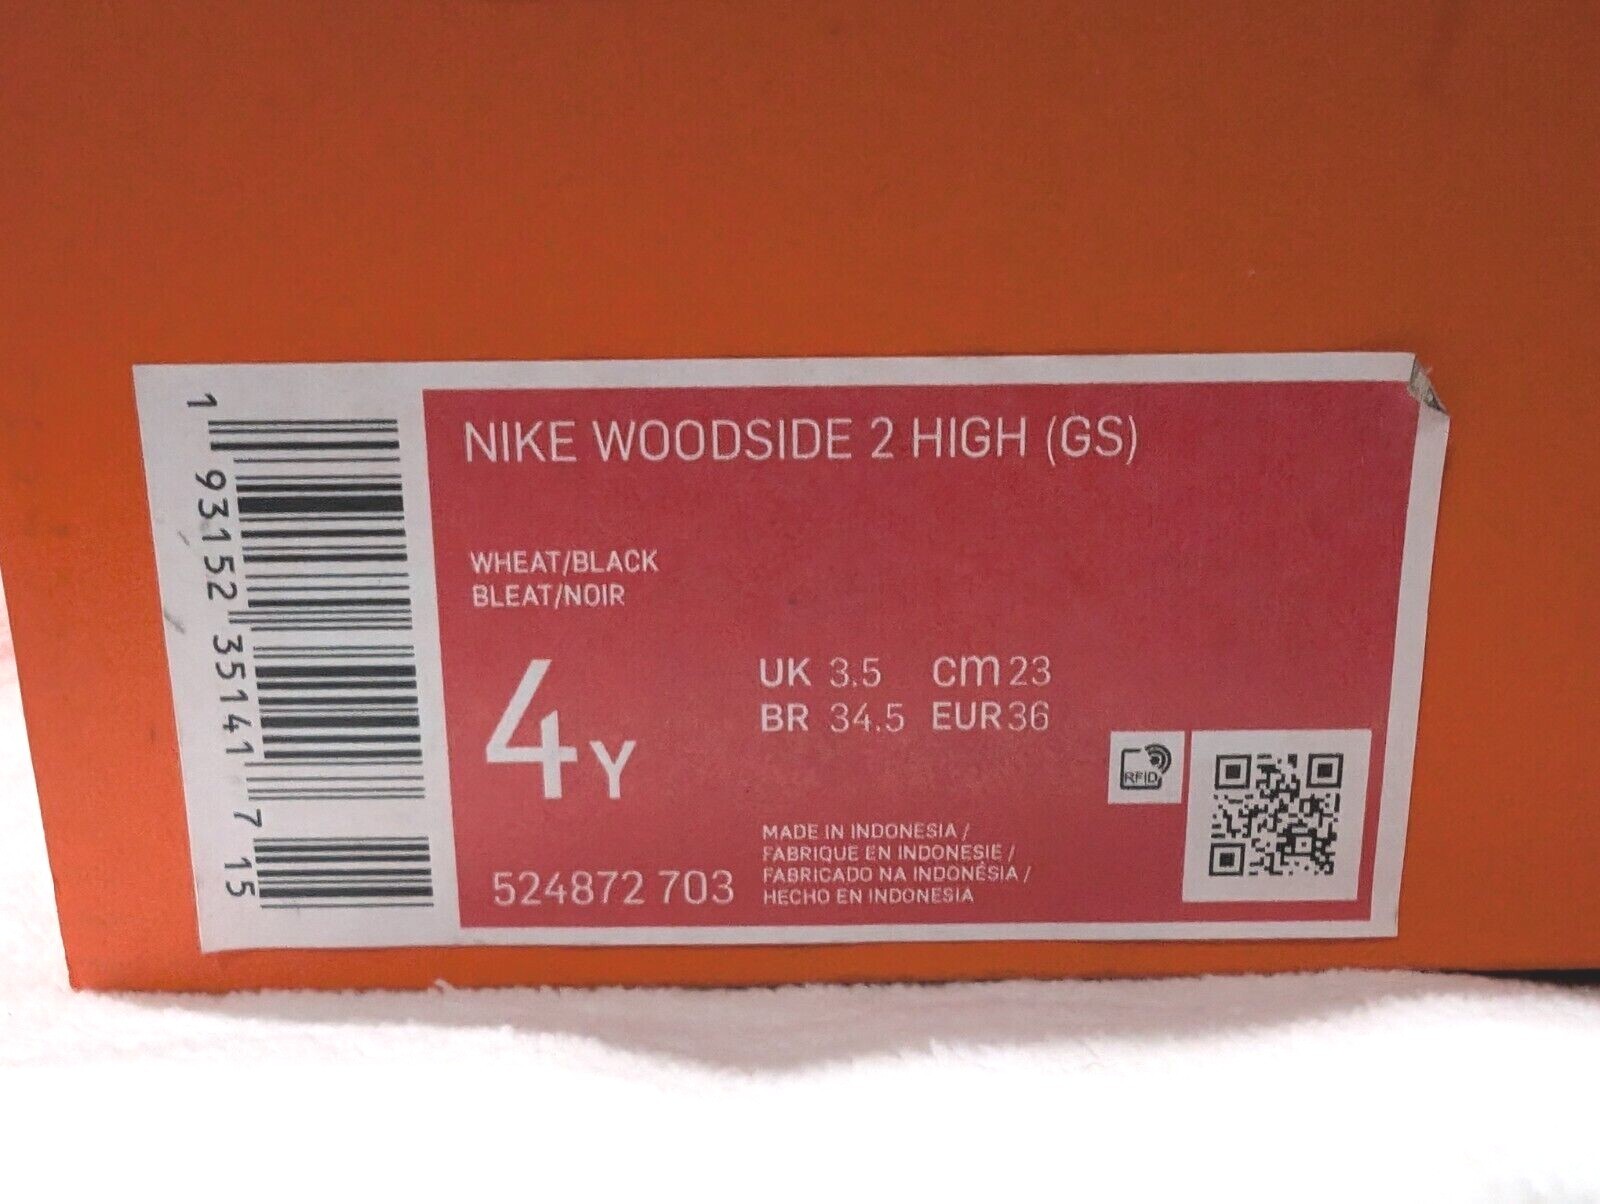 1 93152 35141 7 15
NIKE WOODSIDE 2 HIGH (GS)
WHEAT/BLACK
BLEAT/NOIR
4Y
UK 3.5 cm 23
BR 34.5 EUR 36
RFID
524872 703
MADE IN INDONESIA /
FABRIQUE EN INDONESIE /
FABRICADO NA INDONÉSIA /
HECHO EN INDONESIA